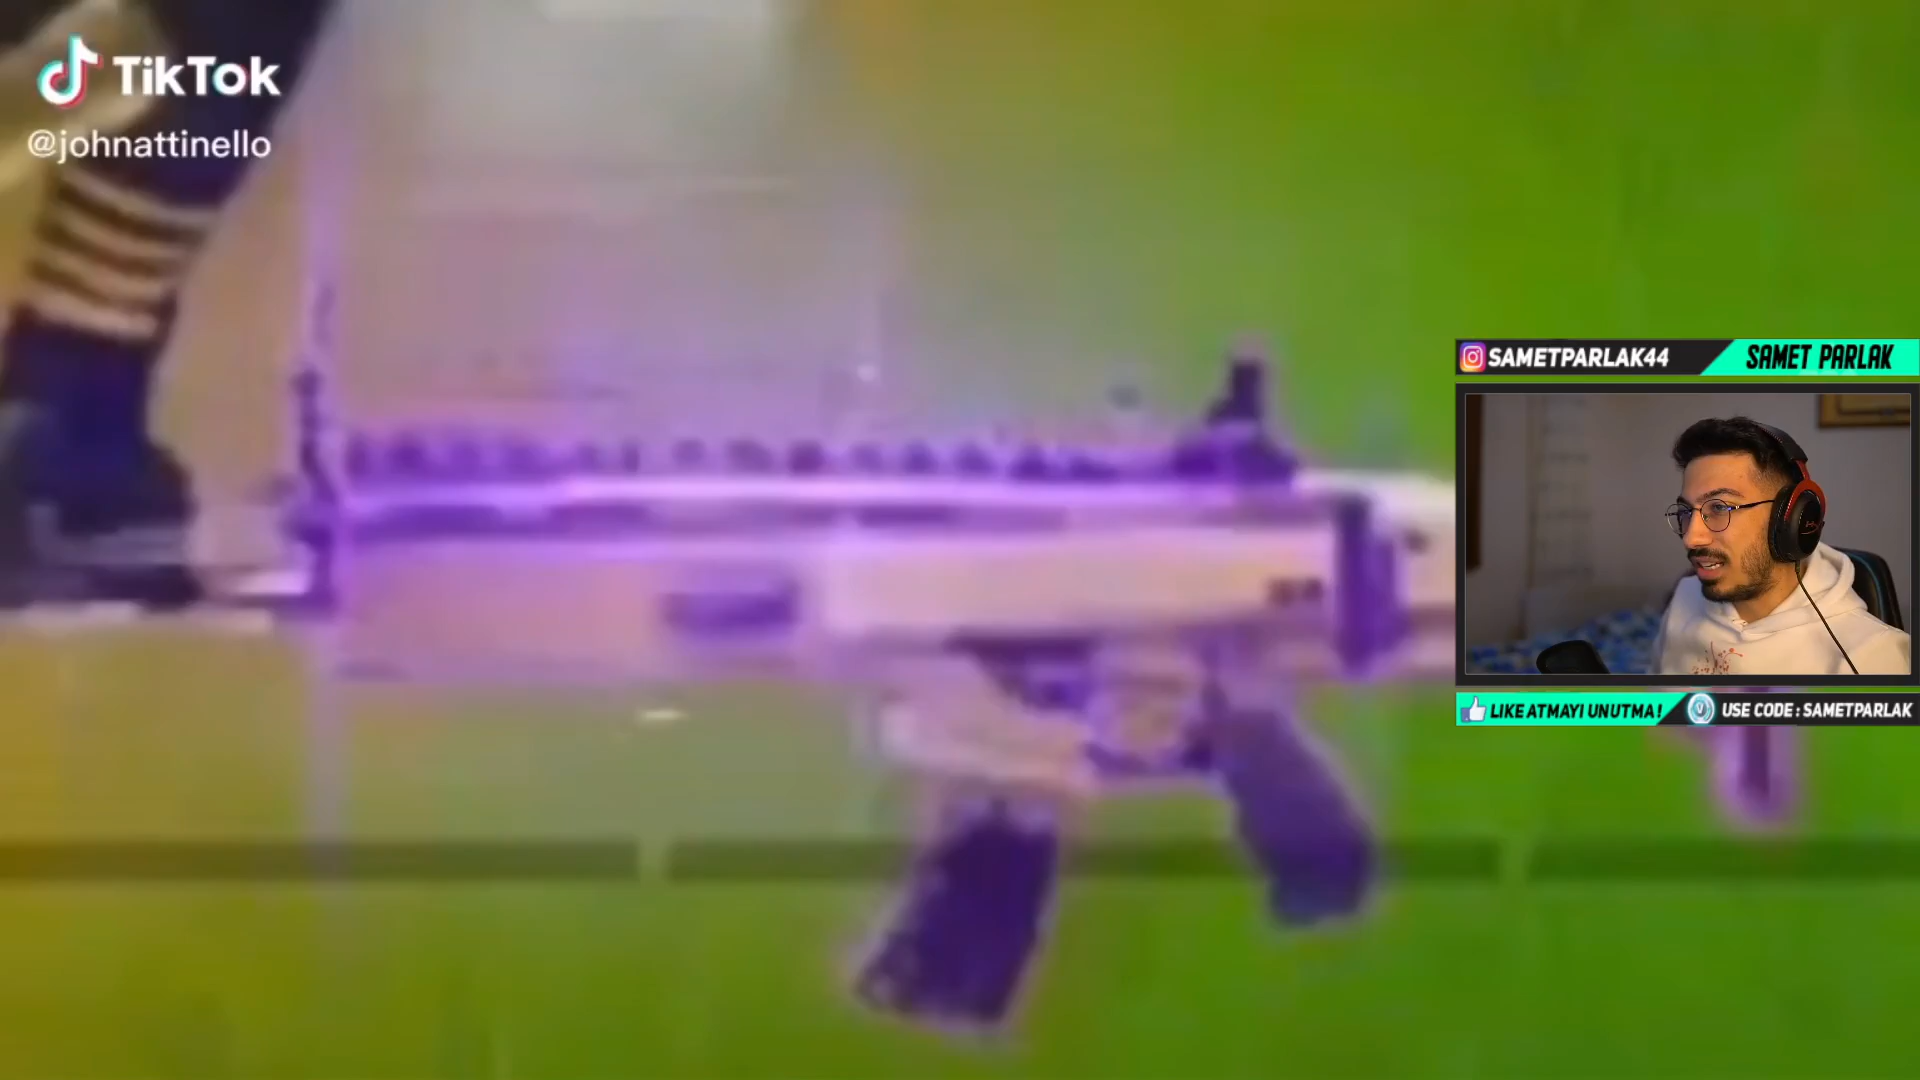 TikTok
@johnattinello
SAMETPARLAK44
SAMET PARLAK
LIKE ATMAYI UNUTMA!
USE CODE : SAMETPARLAK